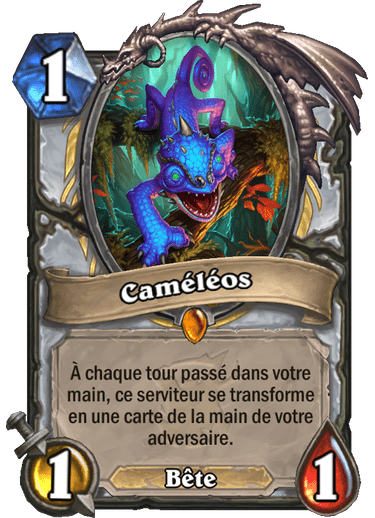 1
Caméléos
À chaque tour passé dans votre
main, ce serviteur se transforme
en une carte de la main de votre
adversaire.
1
Bête
1